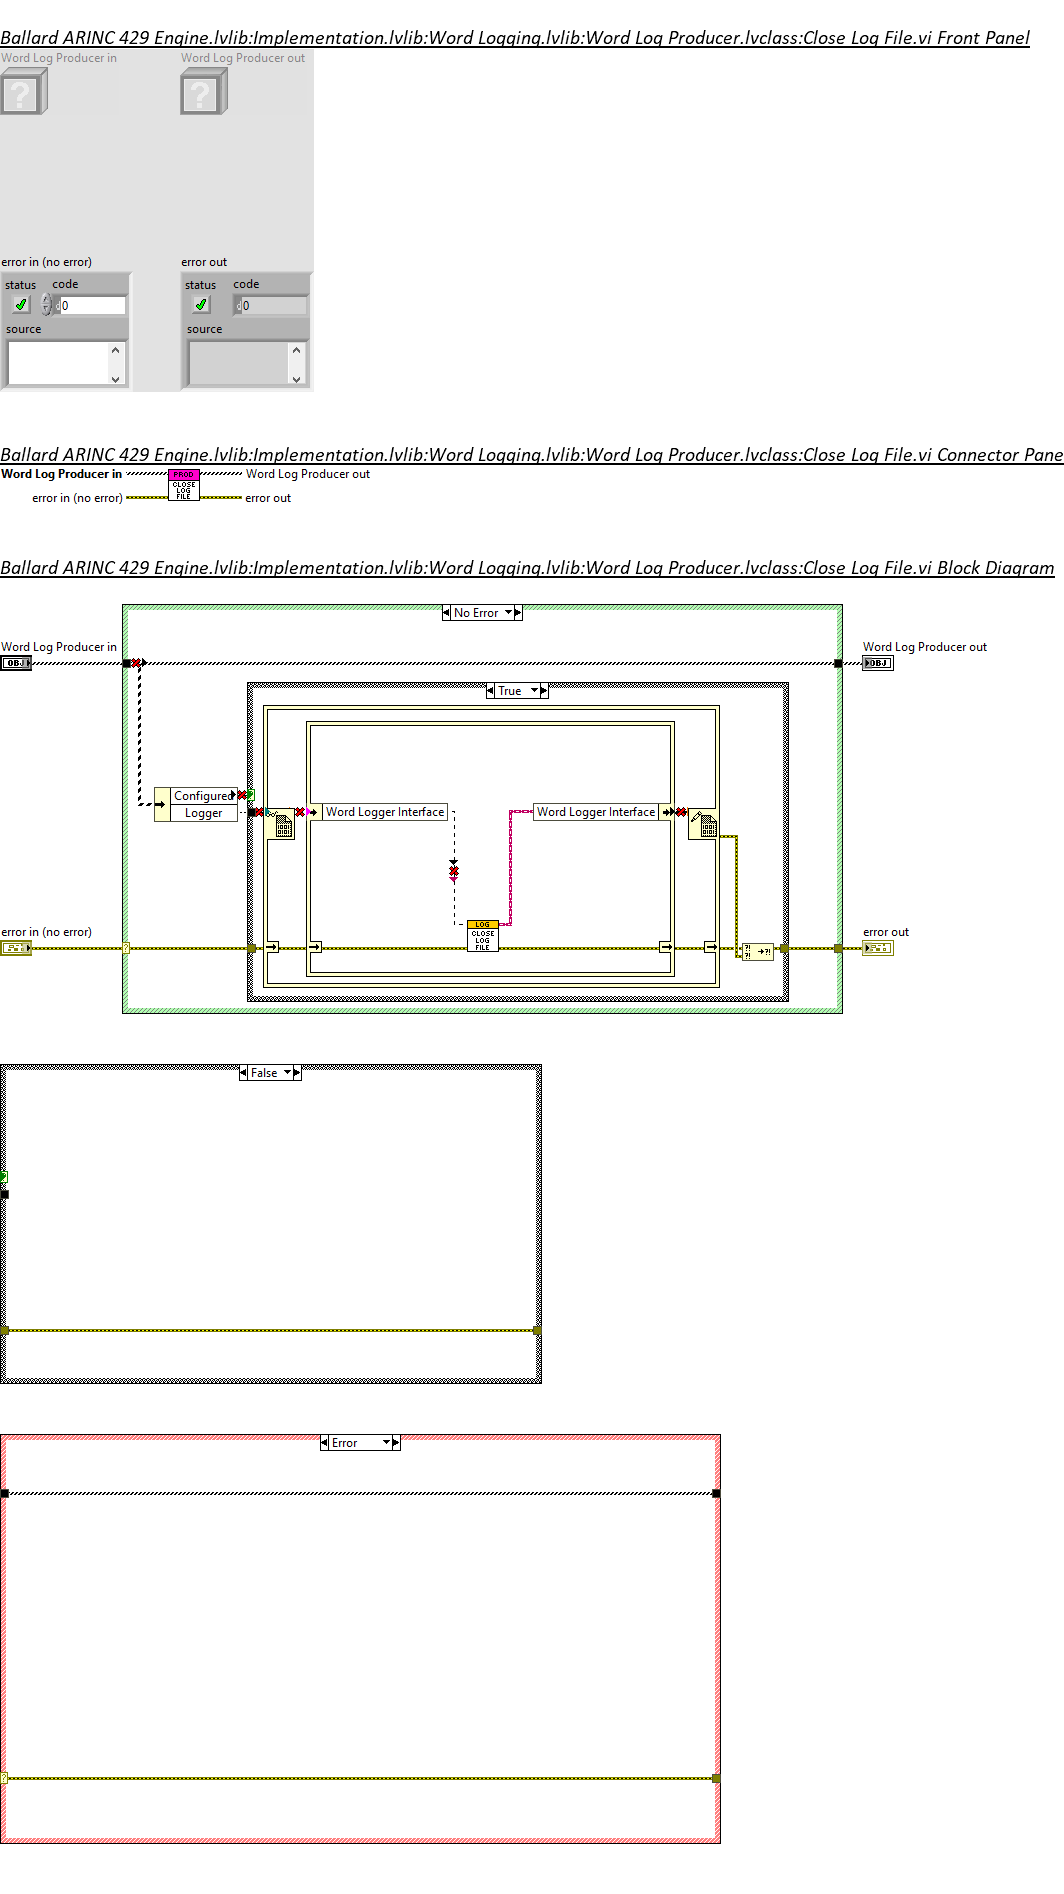 Ballard ARINC 429 Engine.lvlib:Implementation.lvlib:Word Logging.lvlib:Word Log Producer.lvclass:Close Log File.vi Front Panel
Word Log Producer in
Word Log Producer out
?
?
error in (no error)
error out
status code
status code
d 0
d 0
source
source
Ballard ARINC 429 Engine.lvlib:Implementation.lvlib:Word Logging.lvlib:Word Log Producer.lvclass:Close Log File.vi Connector Pane
Word Log Producer in
PROD
CLOSE
LOG
FILE
Word Log Producer out
error in (no error)
error out
Ballard ARINC 429 Engine.lvlib:Implementation.lvlib:Word Logging.lvlib:Word Log Producer.lvclass:Close Log File.vi Block Diagram
No Error
Word Log Producer in
Word Log Producer out
OBJ
OBJ
True
Configured
?
Logger
Word Logger Interface
Word Logger Interface
LOG
CLOSE
LOG
FILE
error in (no error)
error out
?
?!
?!
?!
False
?
Error
?